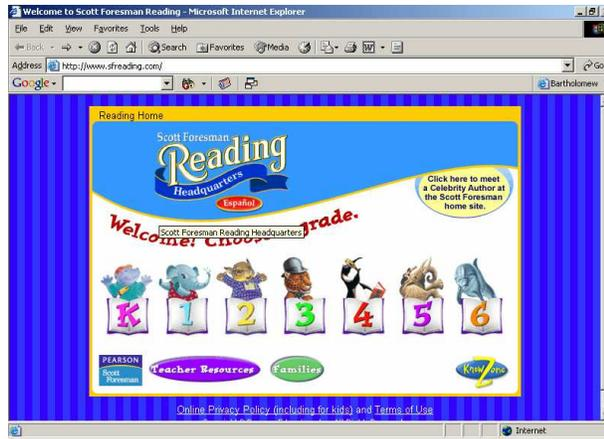 Welcome to Scott Foresman Reading - Microsoft Internet Explorer
File Edit View Favorites Tools Help
Back Search Favorites Media
Address http://www.sfreading.com/ Go
Google Bartholomew
Reading Home
Scott Foresman
Reading
Headquarters
Español
Click here to meet
a Celebrity Author at
the Scott Foresman
home site.
Welcome! Choose grade.
Scott Foresman Reading Headquarters
K 1 2 3 4 5 6
PEARSON
Scott
Foresman
Teacher Resources
Families
Know Zone
Online Privacy Policy (including for kids) and Terms of Use
Internet